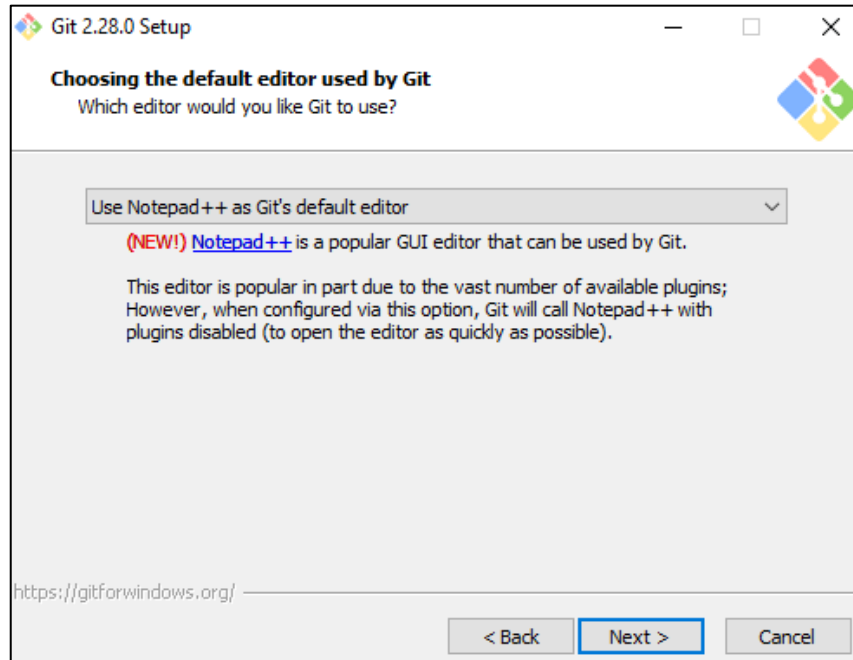 Git 2.28.0 Setup
Choosing the default editor used by Git
Which editor would you like Git to use?
Use Notepad++ as Git's default editor
(NEW!) Notepad++ is a popular GUI editor that can be used by Git.
This editor is popular in part due to the vast number of available plugins;
However, when configured via this option, Git will call Notepad++ with
plugins disabled (to open the editor as quickly as possible).
https://gitforwindows.org/
< Back
Next >
Cancel